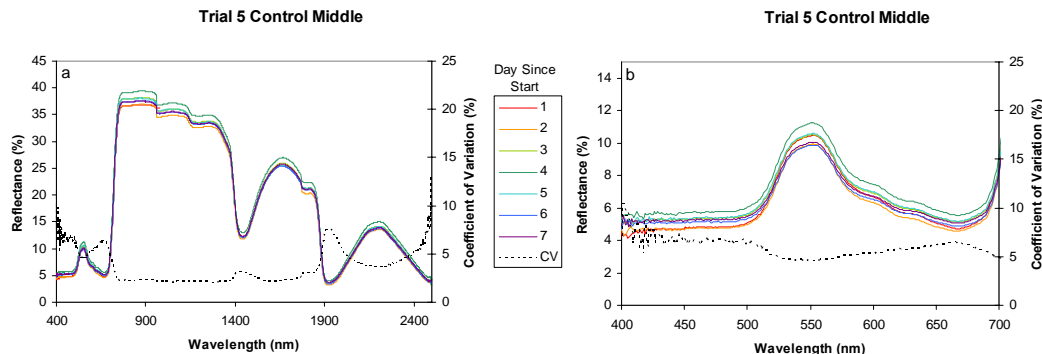 Trial 5 Control Middle
a
45
40
35
30
25
20
15
10
5
0
Reflectance (%)
25
20
15
10
5
0
Coefficient of Variation (%)
400 900 1400 1900 2400
Wavelength (nm)
Day Since
Start
1
2
3
4
5
6
7
CV
Trial 5 Control Middle
b
14
12
10
8
6
4
2
0
Reflectance (%)
25
20
15
10
5
0
Coefficient of Variation (%)
400 450 500 550 600 650 700
Wavelength (nm)